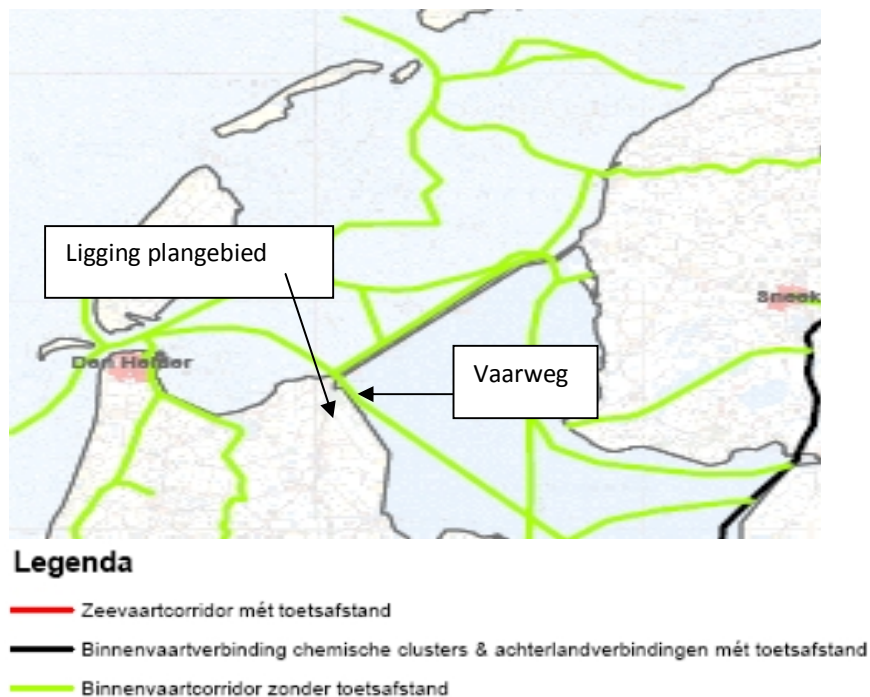 Ligging plangebied
Sneek
Vaarweg
Den Helder
Legenda
Zeevaartcorridor mét toetsafstand
Binnenvaartverbinding chemische clusters & achterlandverbindingen mét toetsafstand
Binnenvaartcorridor zonder toetsafstand